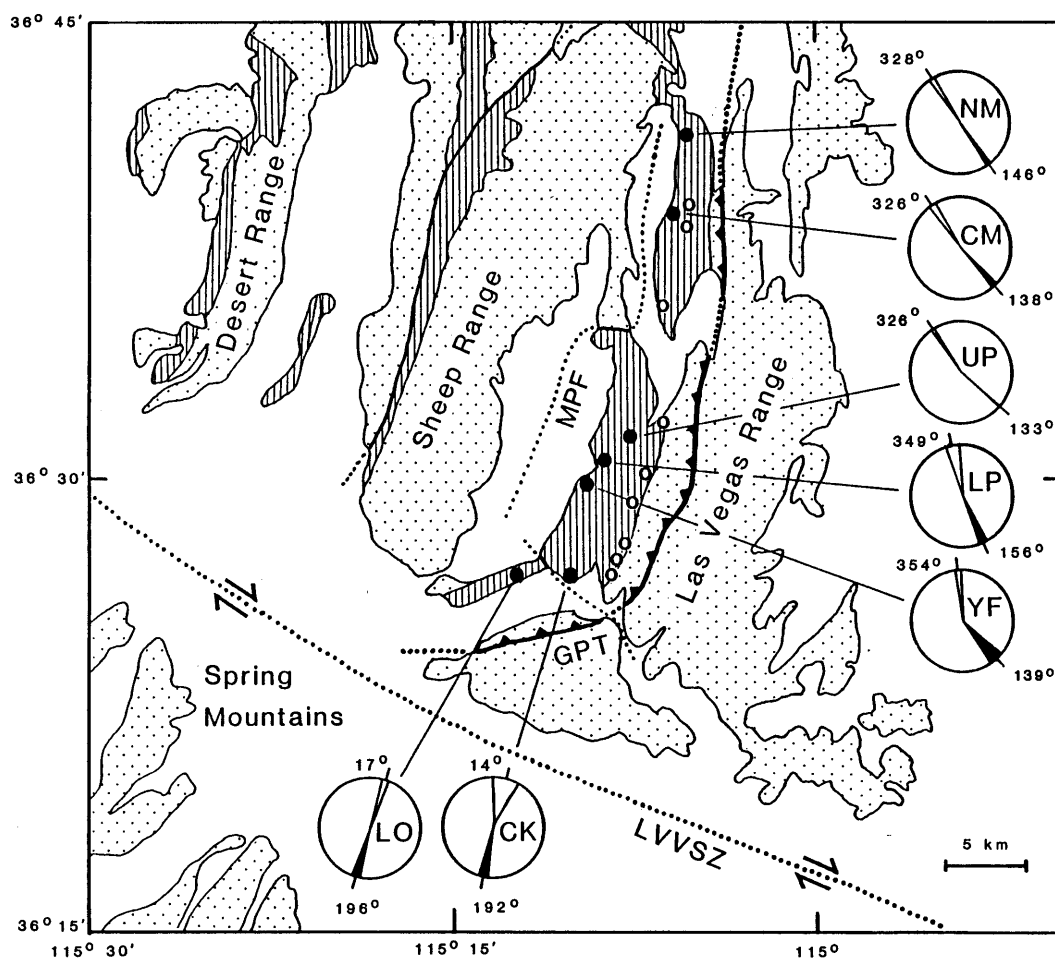 36° 45'
328°
NM
146°
326°
CM
138°
326°
UP
133°
349°
LP
156°
354°
YF
139°
Desert Range
Sheep Range
MPF
Las Vegas Range
36° 30'
GPT
Spring
Mountains
17°
LO
196°
14°
CK
192°
LVVSZ
5 km
36° 15'
115° 30'
115° 15'
115°